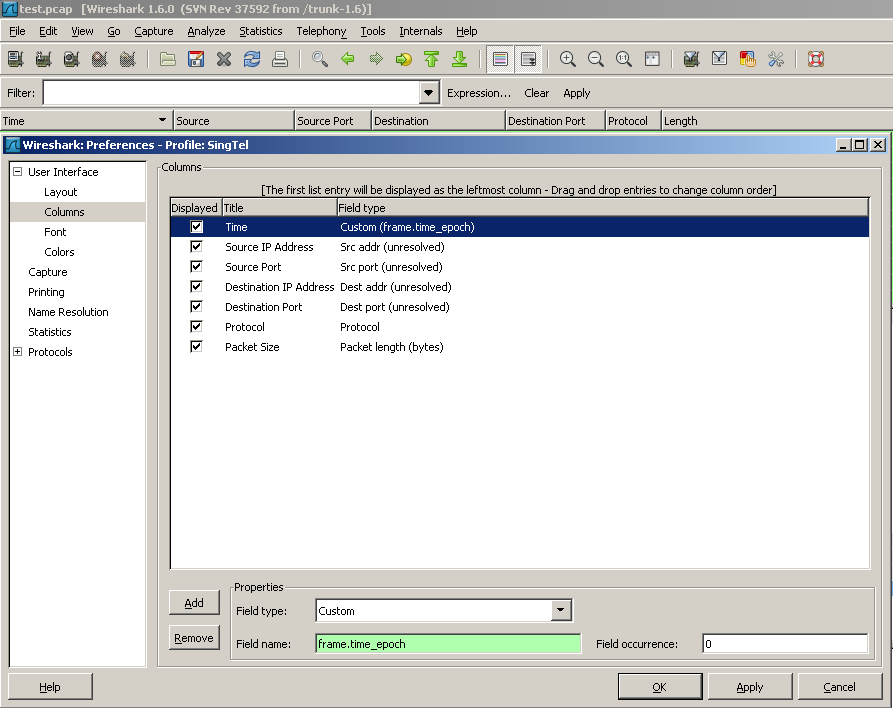 test.pcap [Wireshark 1.6.0 (SVN Rev 37592 from /trunk-1.6)]
File Edit View Go Capture Analyze Statistics Telephony Tools Internals Help
Filter: Expression... Clear Apply
Time Source Source Port Destination Destination Port Protocol Length
Wireshark: Preferences - Profile: SingTel
User Interface
Layout
Columns
Font
Colors
Capture
Printing
Name Resolution
Statistics
Protocols
Columns
[The first list entry will be displayed as the leftmost column - Drag and drop entries to change column order]
Displayed Title Field type
Time Custom (frame.time_epoch)
Source IP Address Src addr (unresolved)
Source Port Src port (unresolved)
Destination IP Address Dest addr (unresolved)
Destination Port Dest port (unresolved)
Protocol Protocol
Packet Size Packet length (bytes)
Properties
Add Field type: Custom
Remove Field name: frame.time_epoch Field occurrence: 0
Help OK Apply Cancel